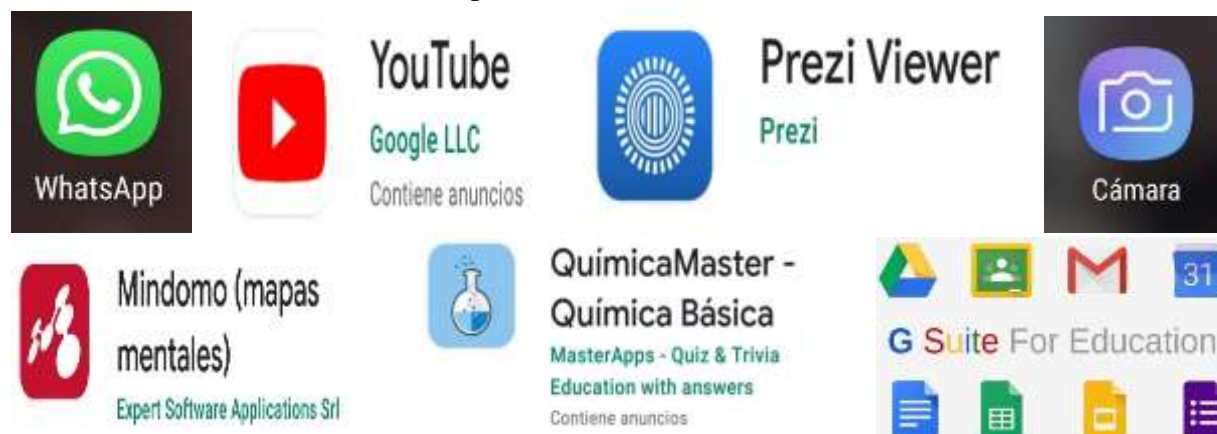 WhatsApp
YouTube
Google LLC
Contiene anuncios
Prezi Viewer
Prezi
Cámara
Mindomo (mapas
mentales)
Expert Software Applications Srl
QuímicaMaster -
Química Básica
MasterApps - Quiz & Trivia
Education with answers
Contiene anuncios
31
G Suite For Education